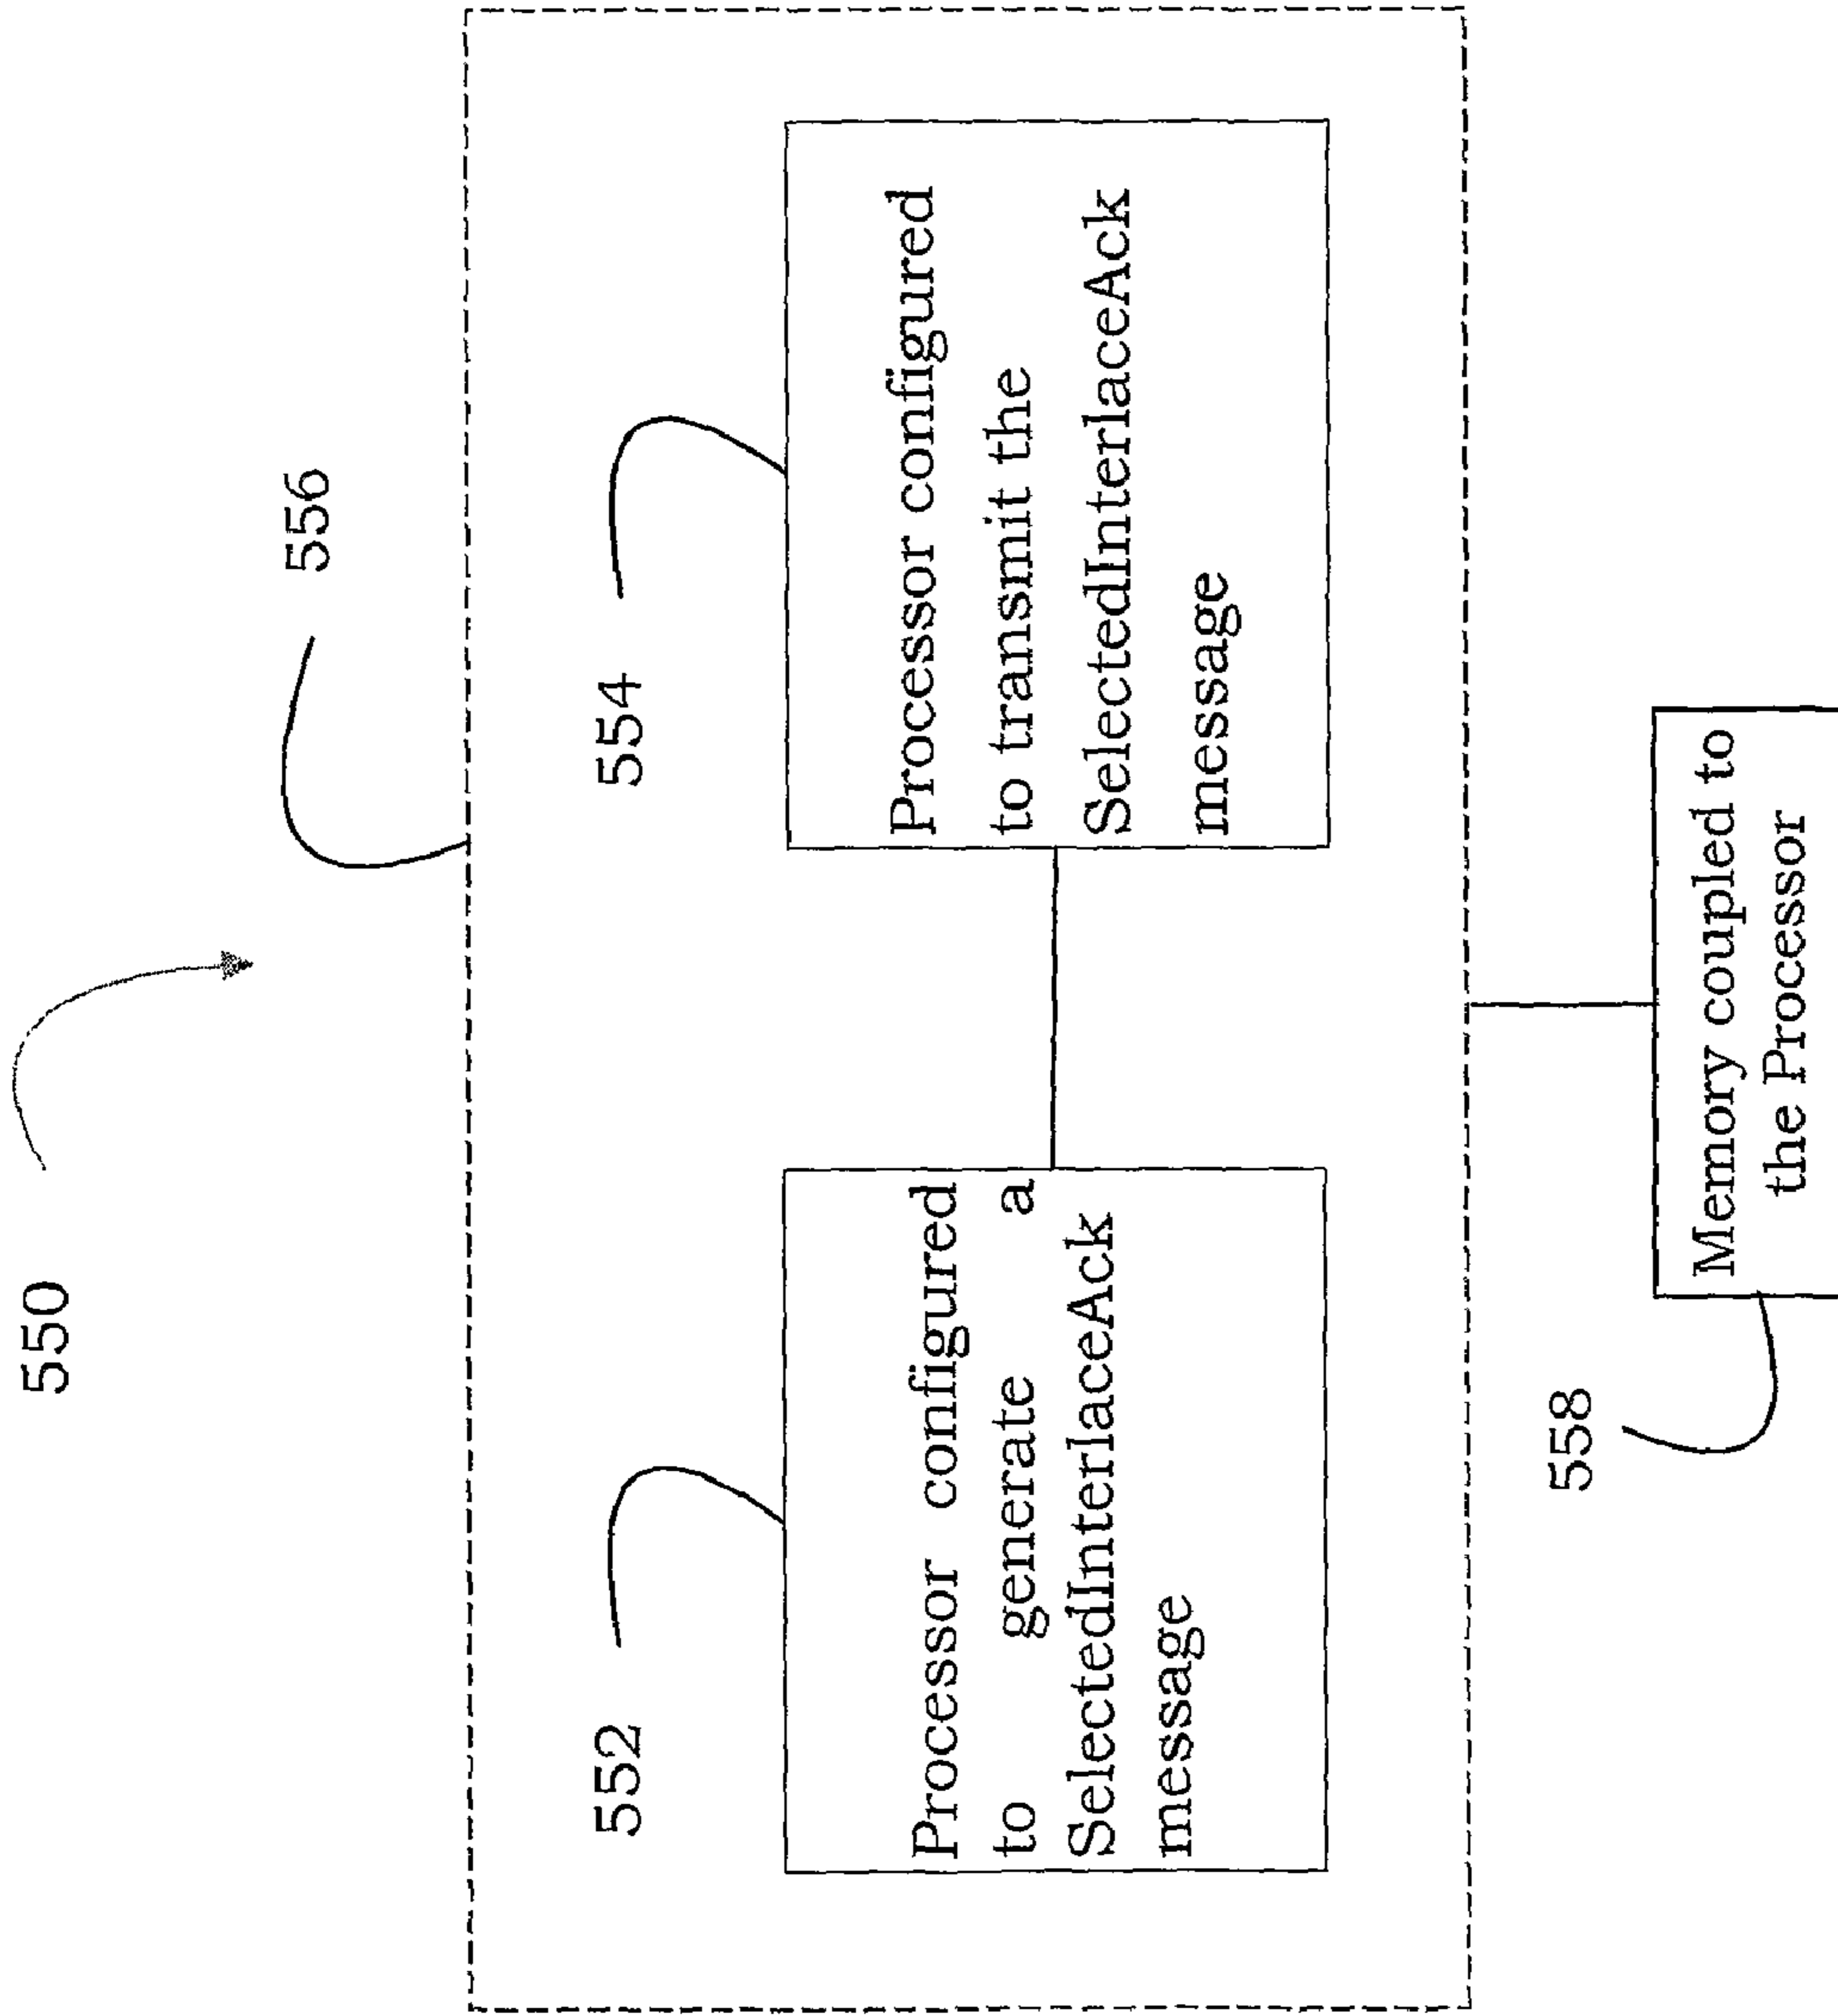 550
556
552
Processor configured
to generate a
SelectedInterlaceAck
message
554
Processor configured
to transmit the
SelectedInterlaceAck
message
558
Memory coupled to
the Processor